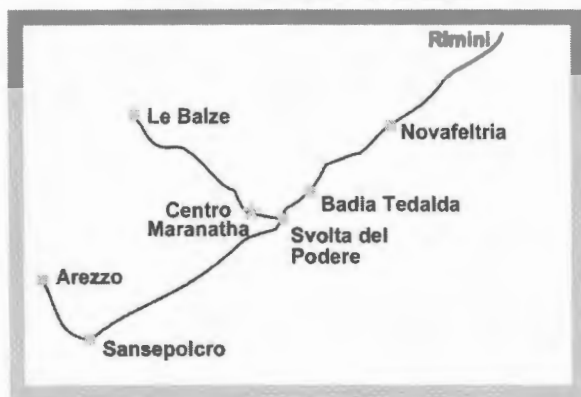 Rimini
Le Balze
Novafeltria
Badia Tedalda
Centro
Maranatha
Svolta del
Podere
Arezzo
Sansepolcro